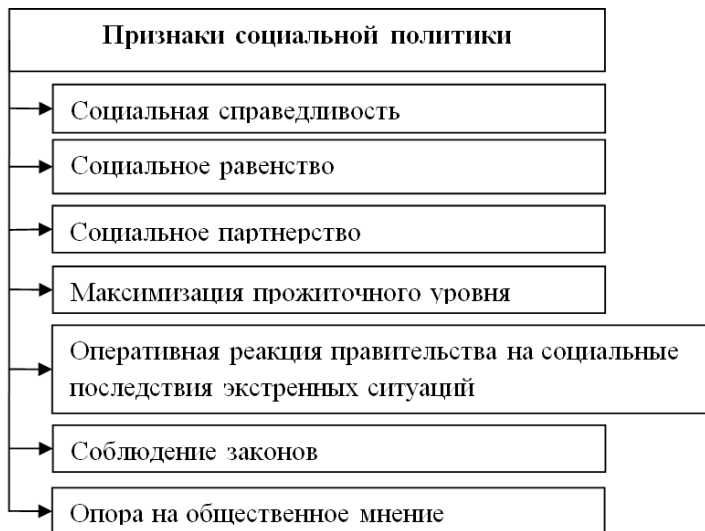 Признаки социальной политики
Социальная справедливость
Социальное равенство
Социальное партнерство
Максимизация прожиточного уровня
Оперативная реакция правительства на социальные
последствия экстренных ситуаций
Соблюдение законов
Опора на общественное мнение